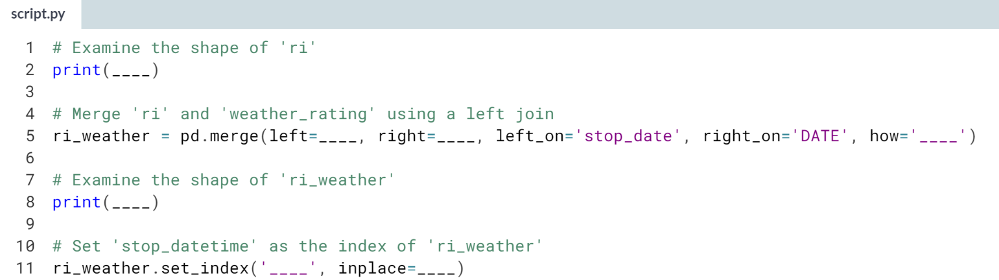 script.py
1 # Examine the shape of 'ri'
2 print(____)
3
4 # Merge 'ri' and 'weather_rating' using a left join
5 ri_weather = pd.merge(left=____, right=____, left_on='stop_date', right_on='DATE', how='____')
6
7 # Examine the shape of 'ri_weather'
8 print(____)
9
10 # Set 'stop_datetime' as the index of 'ri_weather'
11 ri_weather.set_index('____', inplace=____)